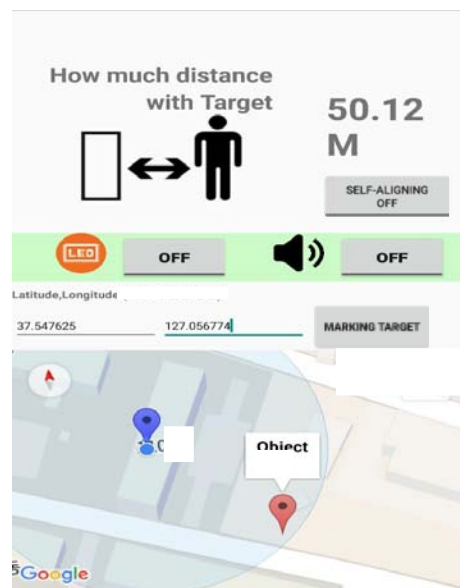 How much distance
with Target
50.12
M
SELF-ALIGNING
OFF
LED
OFF
OFF
Latitude,Longitude
37.547625
127.056774
MARKING TARGET
Object
Google